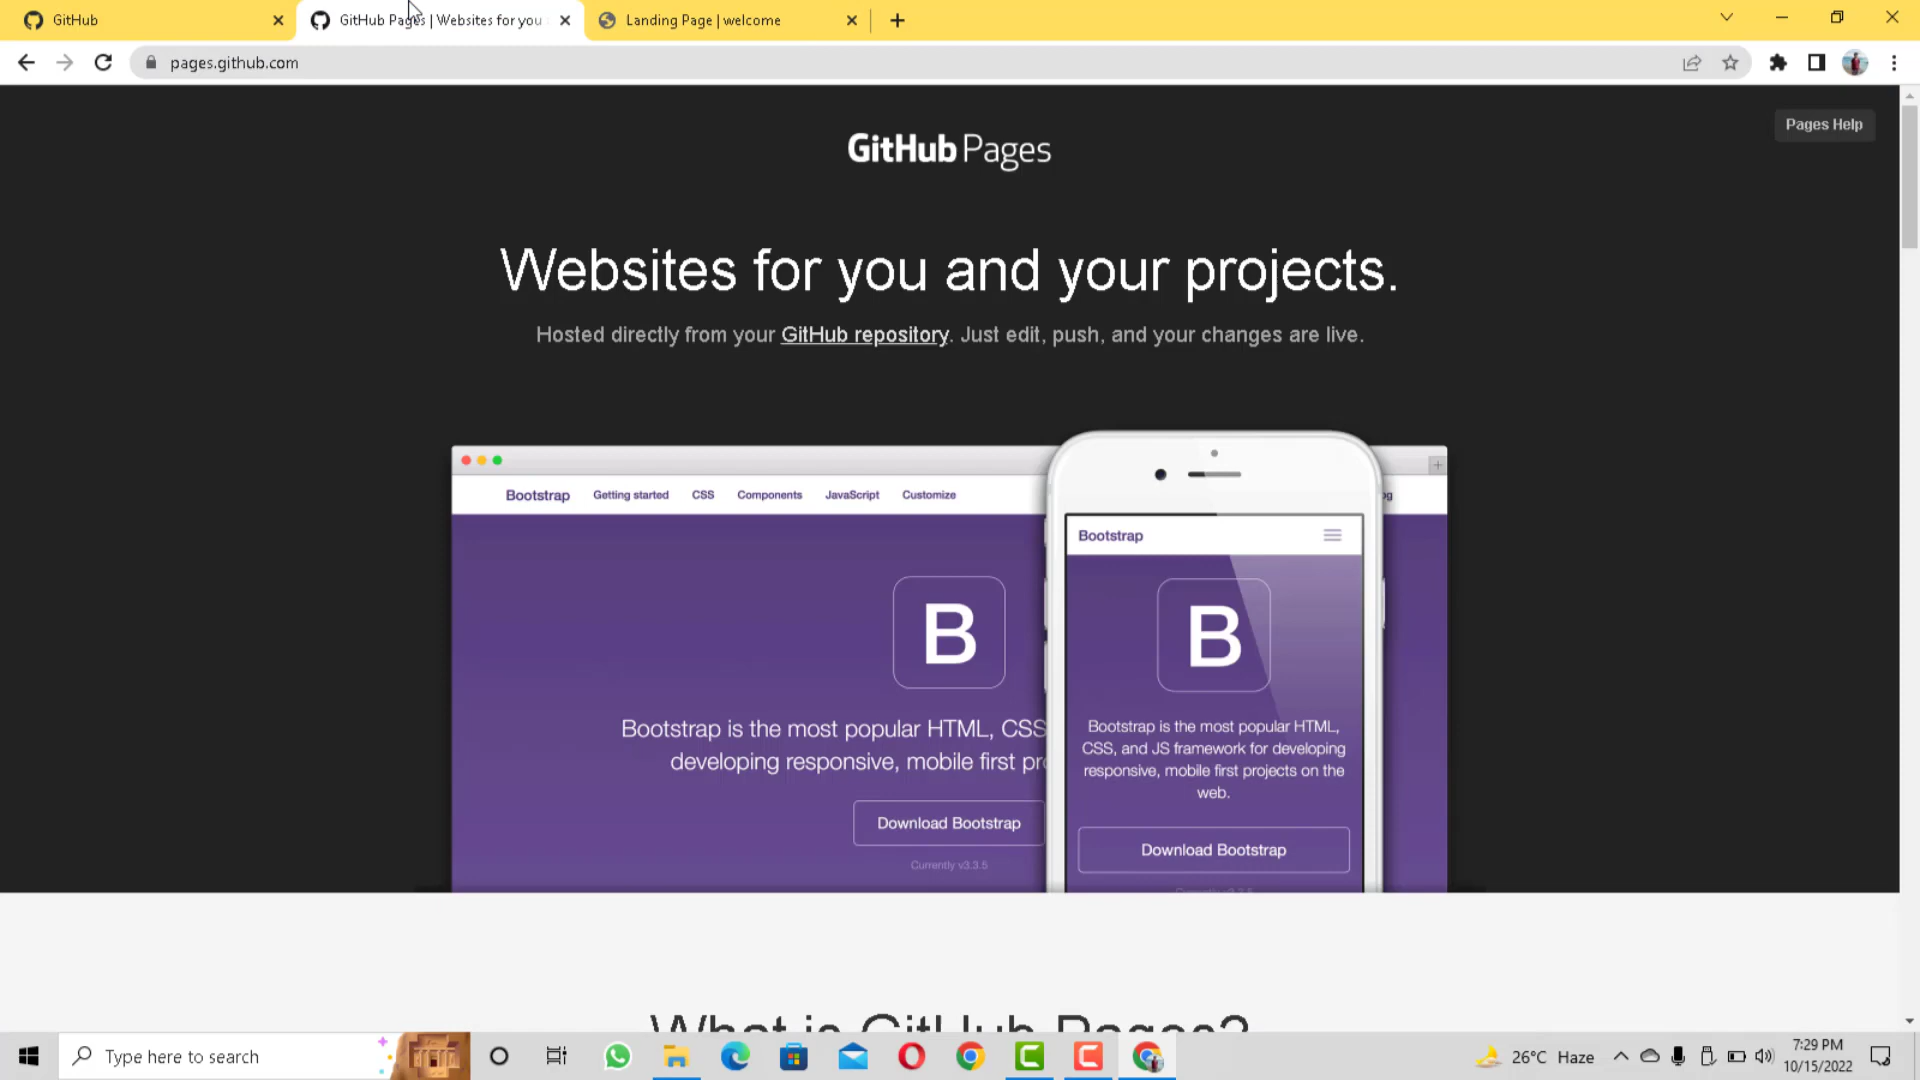 GitHub
GitHub Pages | Websites for you
Landing Page | welcome
pages.github.com
Pages Help
GitHub Pages
Websites for you and your projects.
Hosted directly from your GitHub repository. Just edit, push, and your changes are live.
Bootstrap Getting started CSS Components JavaScript Customize
og
B
Bootstrap is the most popular HTML, CSS
developing responsive, mobile first pro
Download Bootstrap
Currently v3.3.5
Bootstrap
B
Bootstrap is the most popular HTML,
CSS, and JS framework for developing
responsive, mobile first projects on the
web.
Download Bootstrap
Currently v3.3.5
What is GitHub Pages?
Type here to search
26°C Haze
7:29 PM
10/15/2022